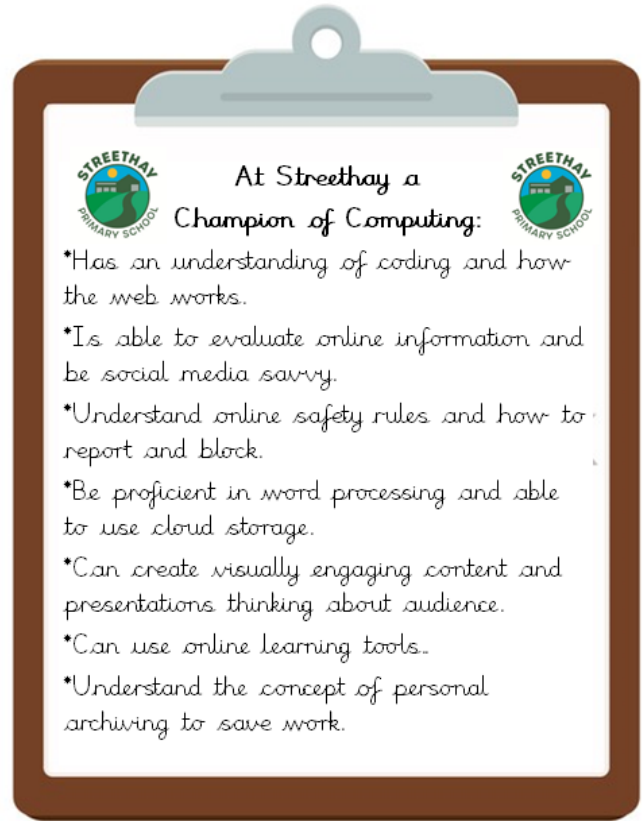 STREETHAY
PRIMARY SCHOOL
STREETHAY
PRIMARY SCHOOL
At Streethay a
Champion of Computing:
*Has an understanding of coding and how
the web works.
*Is able to evaluate online information and
be social media savvy.
*Understand online safety rules and how to
report and block.
*Be proficient in word processing and able
to use cloud storage.
*Can create visually engaging content and
presentations thinking about audience.
*Can use online learning tools..
*Understand the concept of personal
archiving to save work.